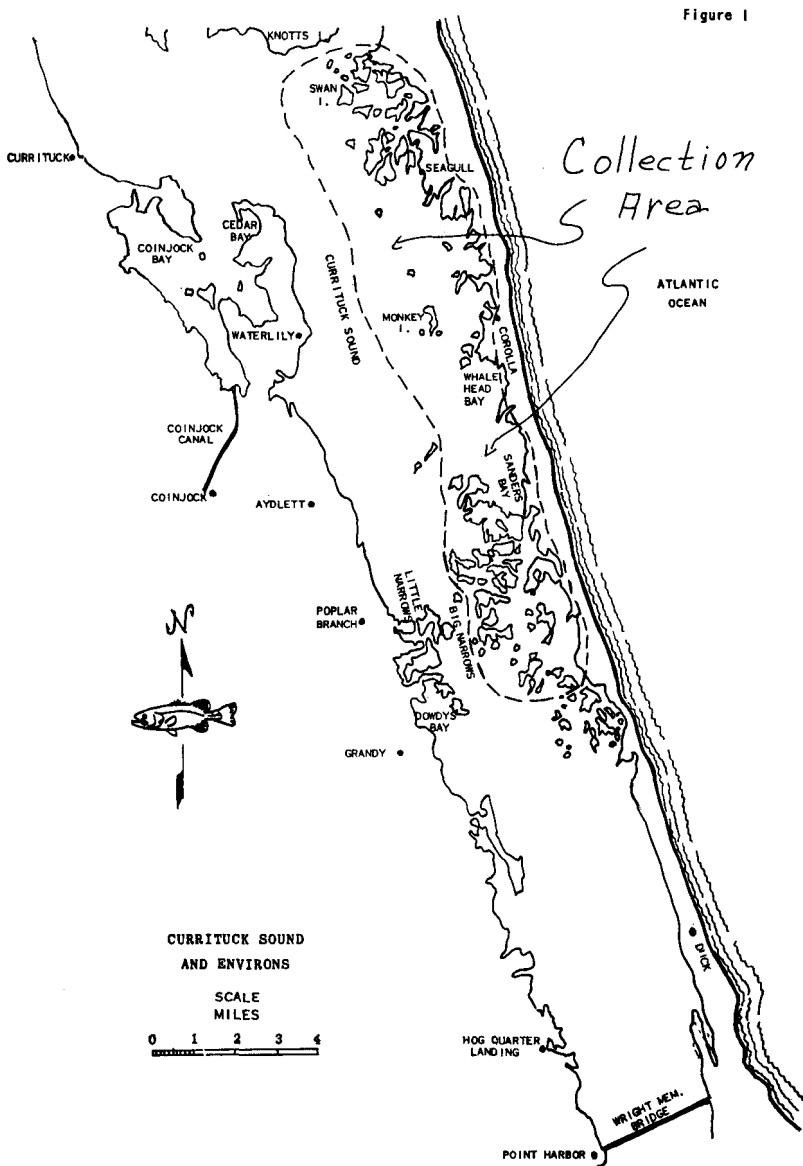 Figure 1
KNOTTS I.
SWAN
I.
CURRITUCK
SEAGULL
Collection
Area
COINJOCK
BAY
CEDAR
BAY
CURRITUCK SOUND
ATLANTIC
OCEAN
MONKEY
I.
WATERLILY
COROLLA
WHALE
HEAD
BAY
COINJOCK
CANAL
SANDERS
BAY
COINJOCK
AYDLETT
LITTLE
NARROWS
BIG NARROWS
POPLAR
BRANCH
N
DOWDYS
BAY
GRANDY
CURRITUCK SOUND
AND ENVIRONS
SCALE
MILES
0 1 2 3 4
DUCK
HOG QUARTER
LANDING
WRIGHT MEM.
BRIDGE
POINT HARBOR